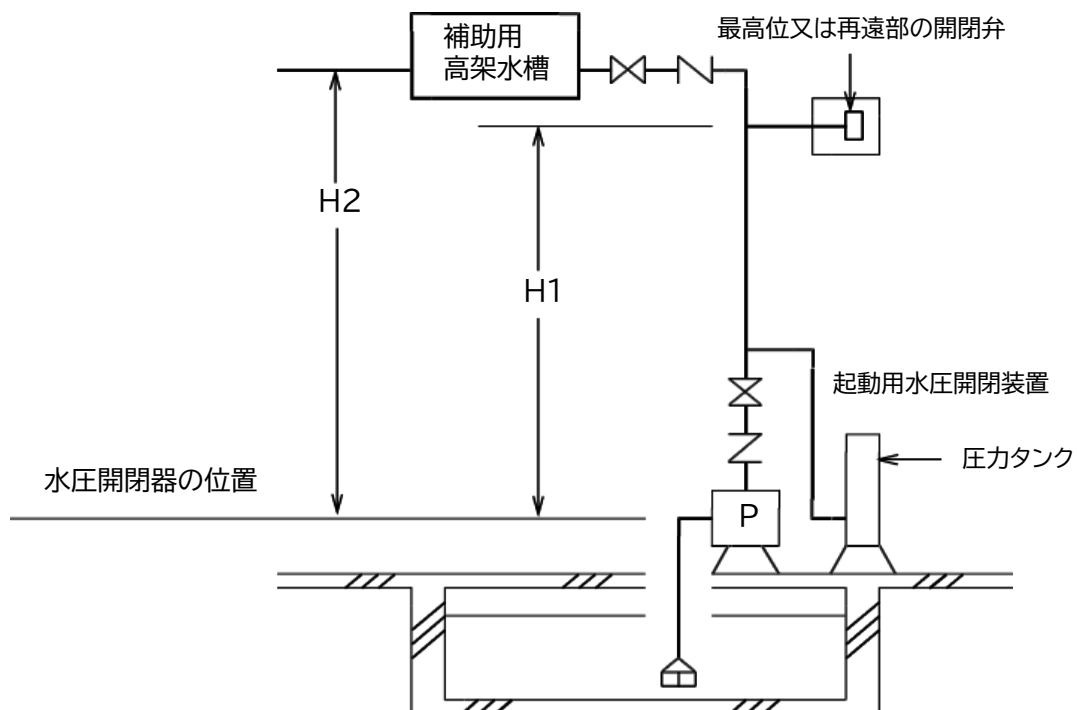 補助用
高架水槽
最高位又は再遠部の開閉弁
H2
H1
起動用水圧開閉装置
水圧開閉器の位置
圧力タンク
P